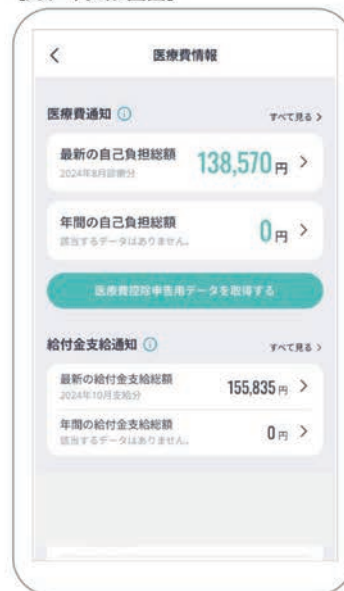 医療費情報
医療費通知
すべて見る
最新の自己負担総額
138,570円
2024年8月診療分
年間の自己負担総額
0円
該当するデータはありません。
医療費控除申告用データを取得する
給付金支給通知
すべて見る
最新の給付金支給総額
155,835円
2024年10月支給分
年間の給付金支給総額
0円
該当するデータはありません。